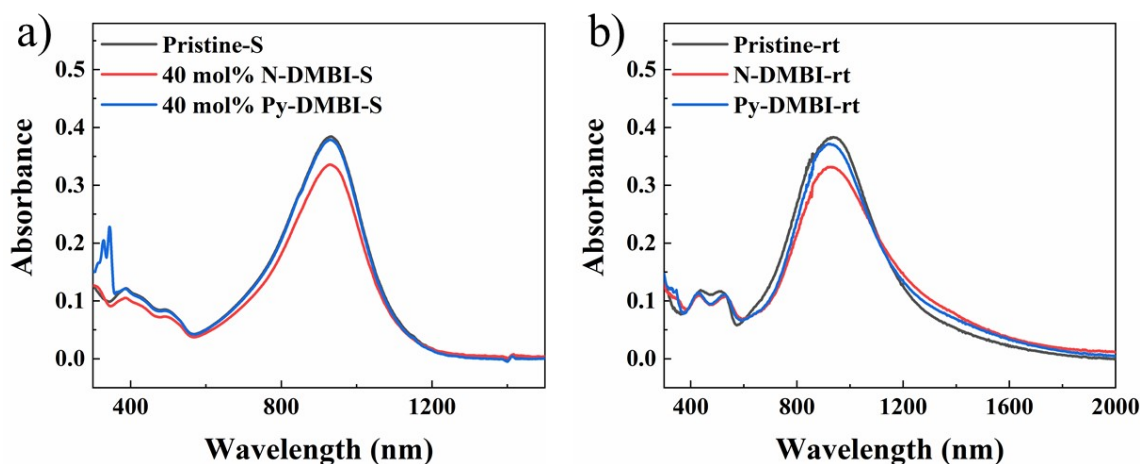 a)
Pristine-S
40 mol% N-DMBI-S
40 mol% Py-DMBI-S
0.5
0.4
0.3
0.2
0.1
0.0
Absorbance
400
800
1200
Wavelength (nm)
b)
Pristine-rt
N-DMBI-rt
Py-DMBI-rt
0.5
0.4
0.3
0.2
0.1
0.0
Absorbance
400
800
1200
1600
2000
Wavelength (nm)